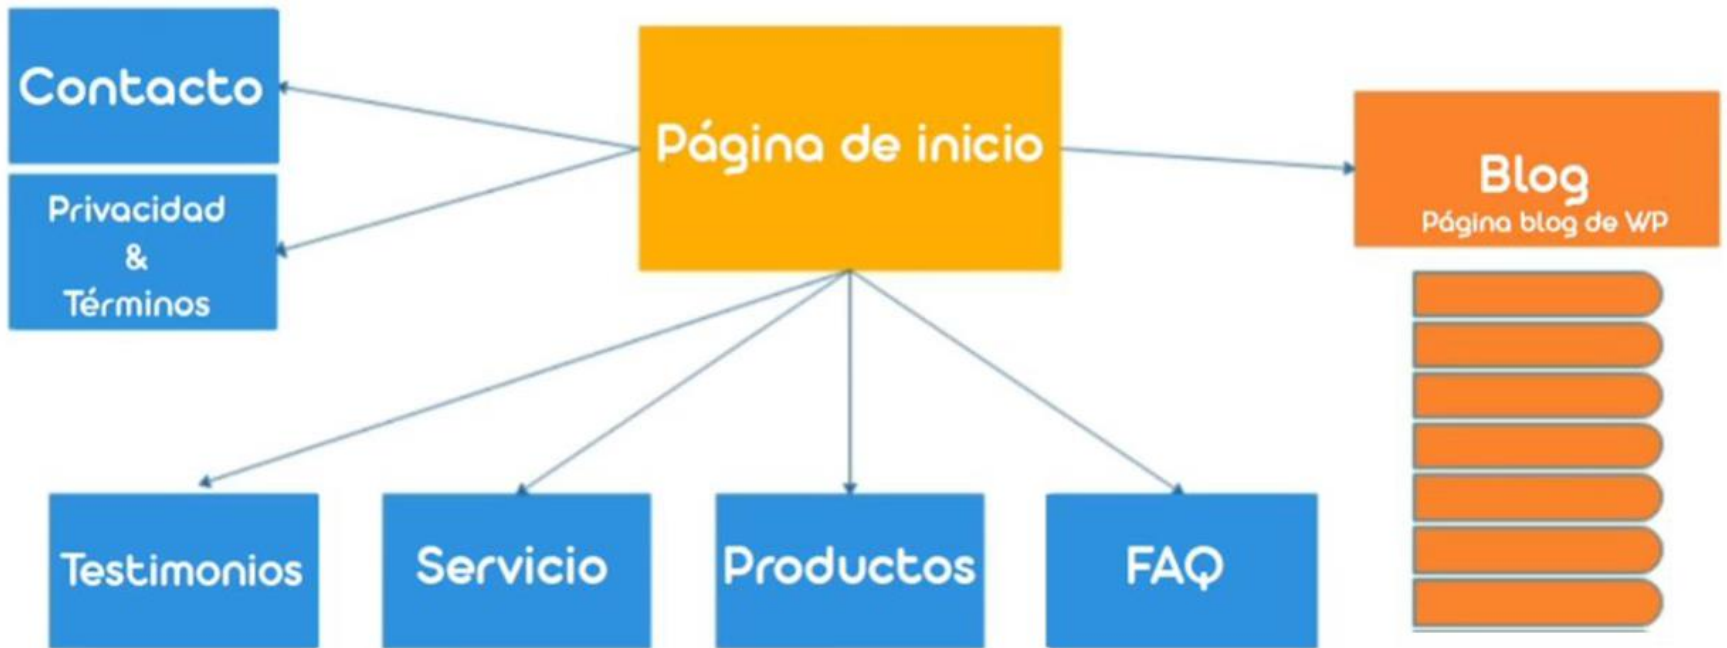 Contacto
Privacidad
&
Términos
Página de inicio
Blog
Página blog de WP
Testimonios
Servicio
Productos
FAQ